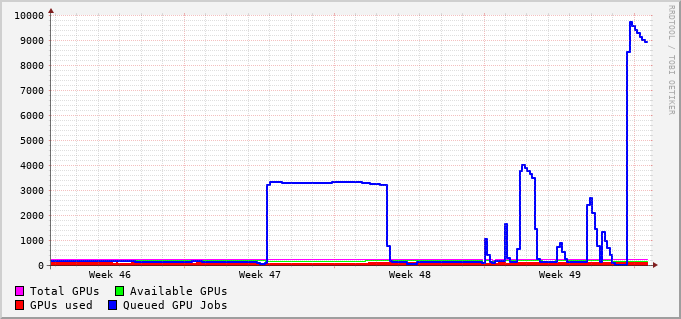 RRDTOOL / TOBI OETIKER
10000
9000
8000
7000
6000
5000
4000
3000
2000
1000
0
Week 46 Week 47 Week 48 Week 49
Total GPUs Available GPUs
GPUs used Queued GPU Jobs